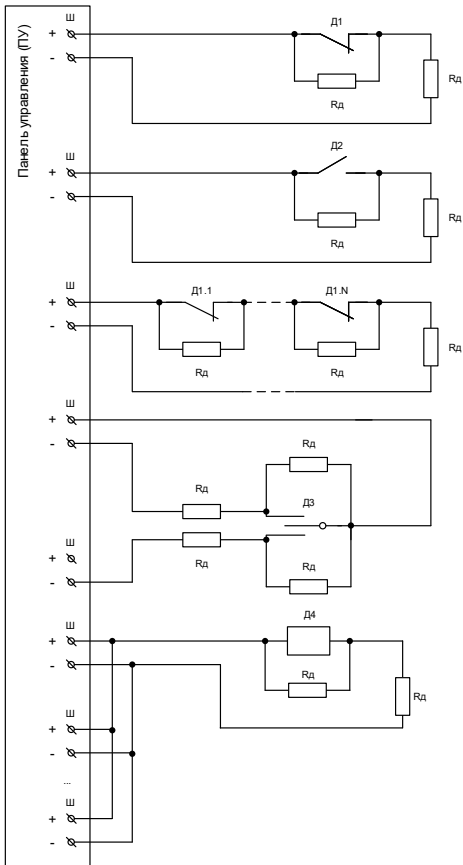 Панель управления (ПУ)
Ш
+
-
Д1
Rд
Rд
Ш
+
-
Д2
Rд
Rд
Ш
+
-
Д1.1
Д1.N
Rд
Rд
Rд
Ш
+
-
Rд
Rд
Д3
Ш
+
-
Rд
Rд
Ш
+
-
Д4
Rд
Rд
Ш
+
-
...
Ш
+
-